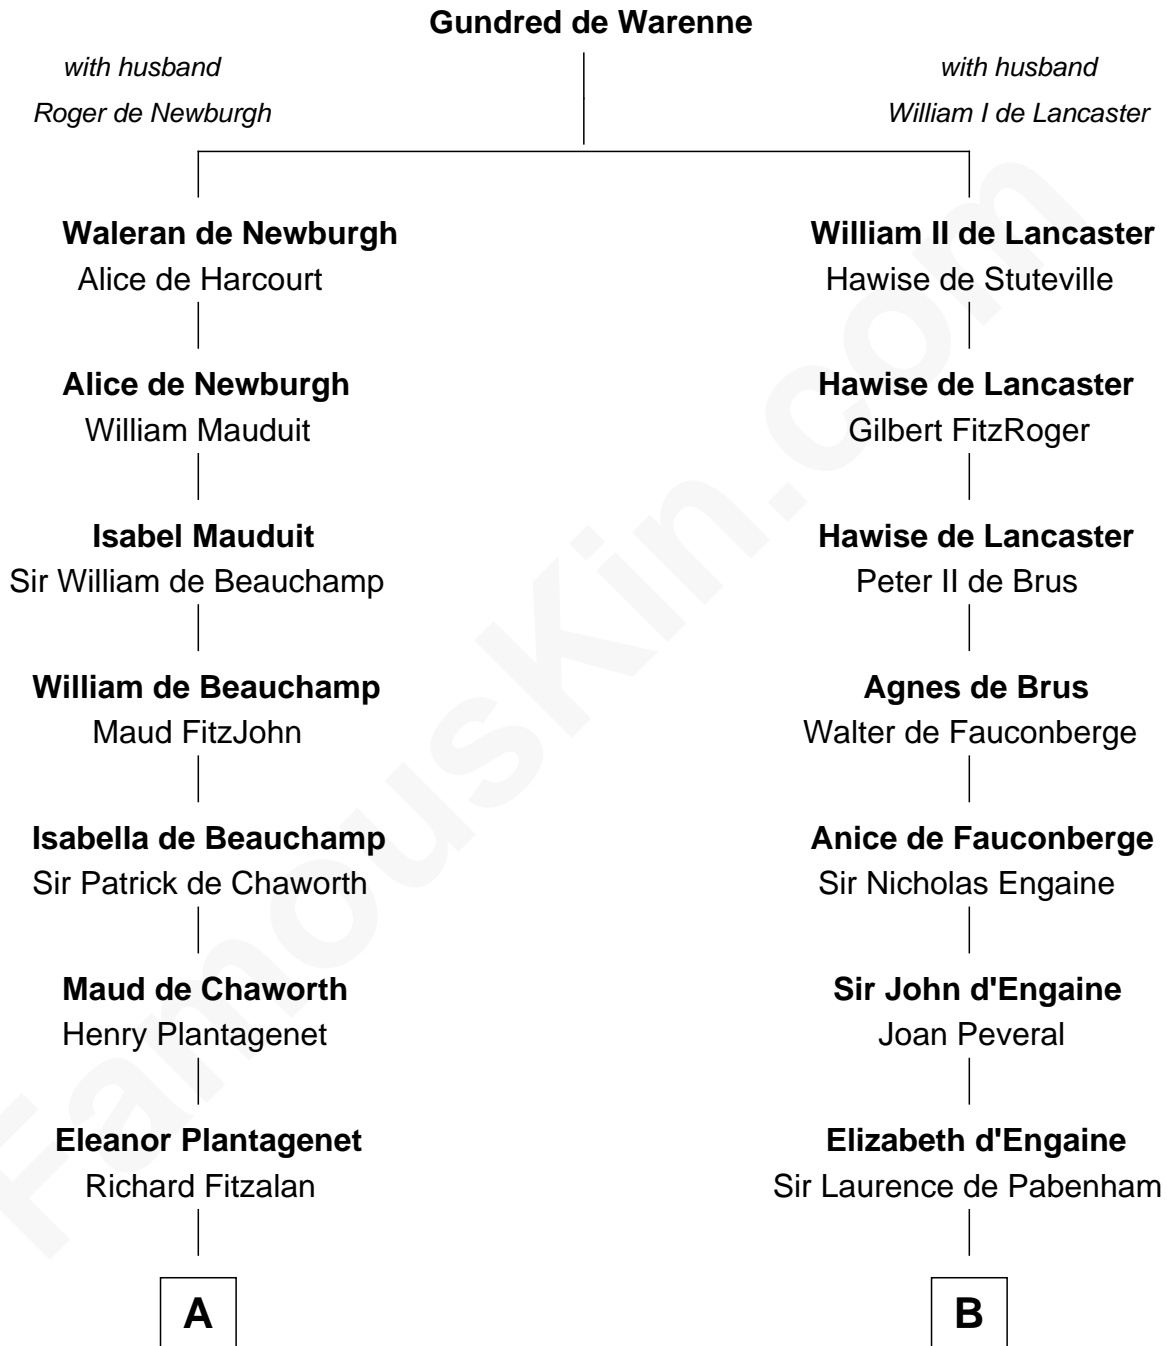 Gundred de Warenne
with husband
Roger de Newburgh
with husband
William I de Lancaster
Waleran de Newburgh
Alice de Harcourt
William II de Lancaster
Hawise de Stuteville
Alice de Newburgh
William Mauduit
Hawise de Lancaster
Gilbert FitzRoger
Isabel Mauduit
Sir William de Beauchamp
Hawise de Lancaster
Peter II de Brus
William de Beauchamp
Maud FitzJohn
Agnes de Brus
Walter de Fauconberge
Isabella de Beauchamp
Sir Patrick de Chaworth
Anice de Fauconberge
Sir Nicholas Engaine
Maud de Chaworth
Henry Plantagenet
Sir John d'Engaine
Joan Peveral
Eleanor Plantagenet
Richard Fitzalan
Elizabeth d'Engaine
Sir Laurence de Pabenham
A
B
FamousKin.com